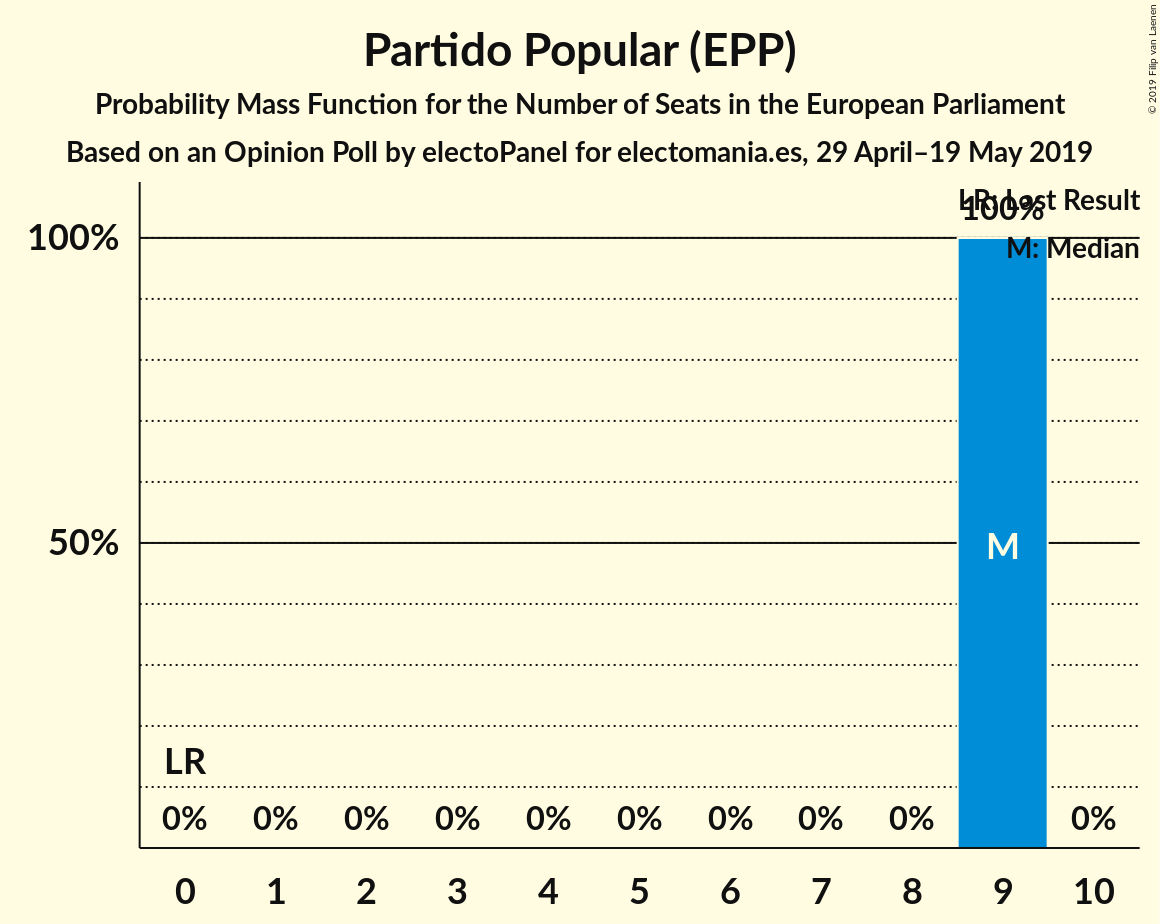 Partido Popular (EPP)
Probability Mass Function for the Number of Seats in the European Parliament
Based on an Opinion Poll by electoPanel for electomania.es, 29 April–19 May 2019
© 2019 Filip van Laenen
LR: Last Result
100%
M: Median
100%
50%
M
LR
0% 0% 0% 0% 0% 0% 0% 0% 0% 0%
0 1 2 3 4 5 6 7 8 9 10